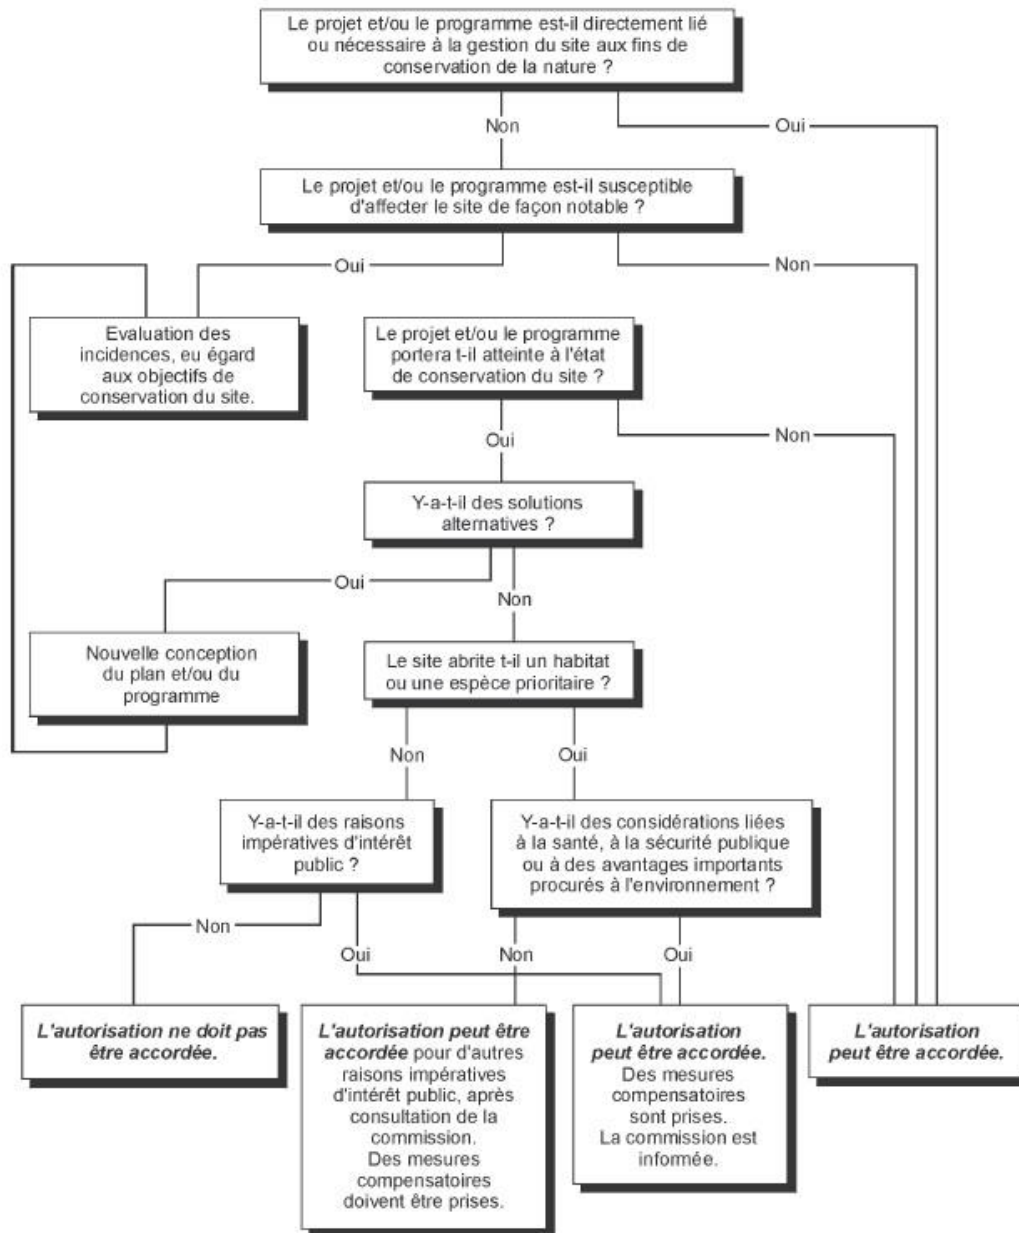 Le projet et/ou le programme est-il directement lié
ou nécessaire à la gestion du site aux fins de
conservation de la nature ?
Non
Oui
Le projet et/ou le programme est-il susceptible
d'affecter le site de façon notable ?
Oui
Non
Evaluation des
incidences, eu égard
aux objectifs de
conservation du site.
Le projet et/ou le programme
portera t-il atteinte à l'état
de conservation du site ?
Oui
Non
Y-a-t-il des solutions
alternatives ?
Oui
Non
Nouvelle conception
du plan et/ou du
programme
Le site abrite t-il un habitat
ou une espèce prioritaire ?
Non
Oui
Y-a-t-il des raisons
impératives d'intérêt
public ?
Y-a-t-il des considérations liées
à la santé, à la sécurité publique
ou à des avantages importants
procurés à l'environnement ?
Non
Oui
Non
Oui
L'autorisation ne doit pas
être accordée.
L'autorisation peut être
accordée pour d'autres
raisons impératives
d'intérêt public, après
consultation de la
commission.
Des mesures
compensatoires
doivent être prises.
L'autorisation
peut être accordée.
Des mesures
compensatoires
sont prises.
La commission est
informée.
L'autorisation
peut être accordée.